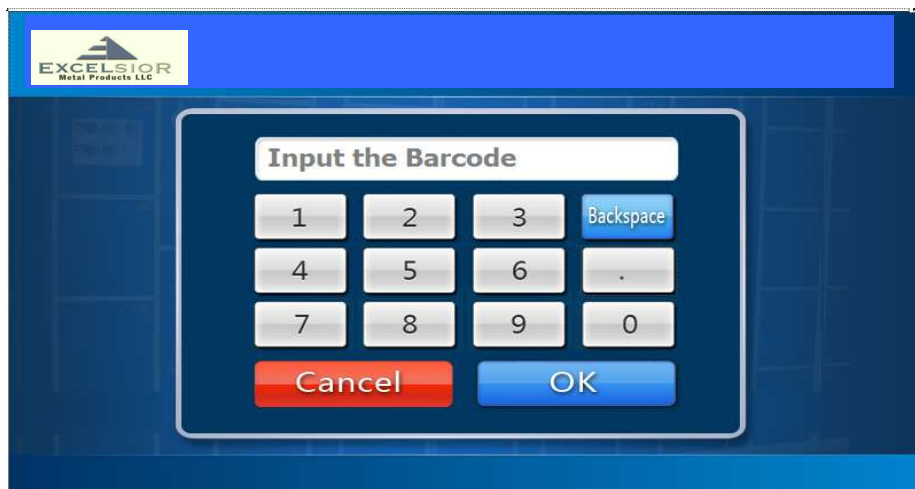 EXCELSIOR
Metal Products LLC
Input the Barcode
1 2 3 Backspace
4 5 6 .
7 8 9 0
Cancel OK